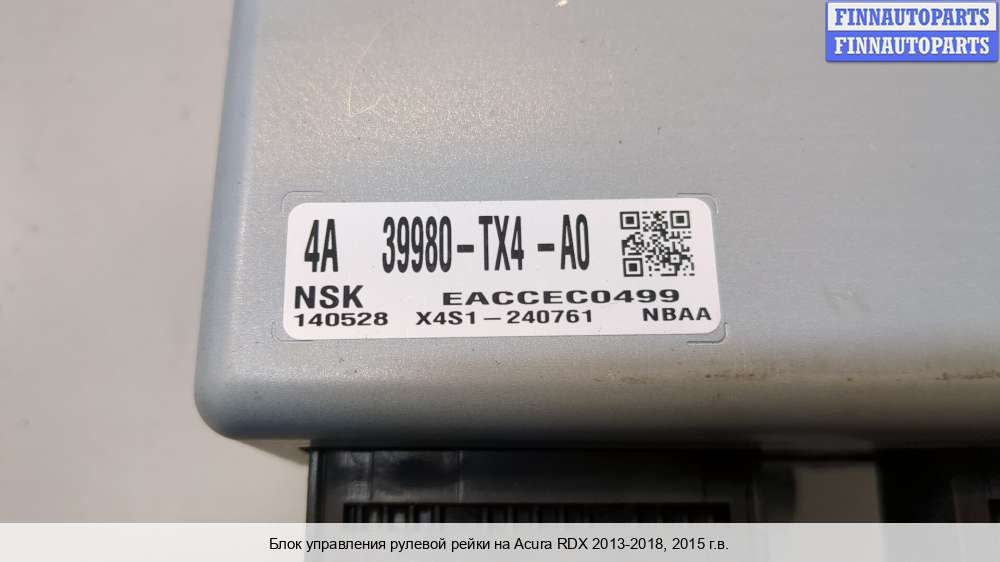 FINNAUTOPARTS
FINNAUTOPARTS
4A 39980-TX4-A0
NSK EACCEC0499
140528 X4S1-240761 NBAA
Блок управления рулевой рейки на Acura RDX 2013-2018, 2015 г.в.